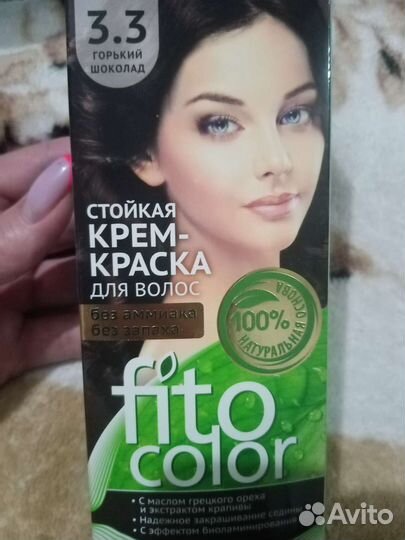 3.3
ГОРЬКИЙ
ШОКОЛАД
СТОЙКАЯ
КРЕМ-
КРАСКА
ДЛЯ ВОЛОС
без аммиака
без запаха
100%
НАТУРАЛЬНАЯ ОСНОВА
fito
color
• С маслом грецкого ореха
и экстрактом крапивы
• Надежное закрашивание седины
• С эффектом биоламинирования
Avito